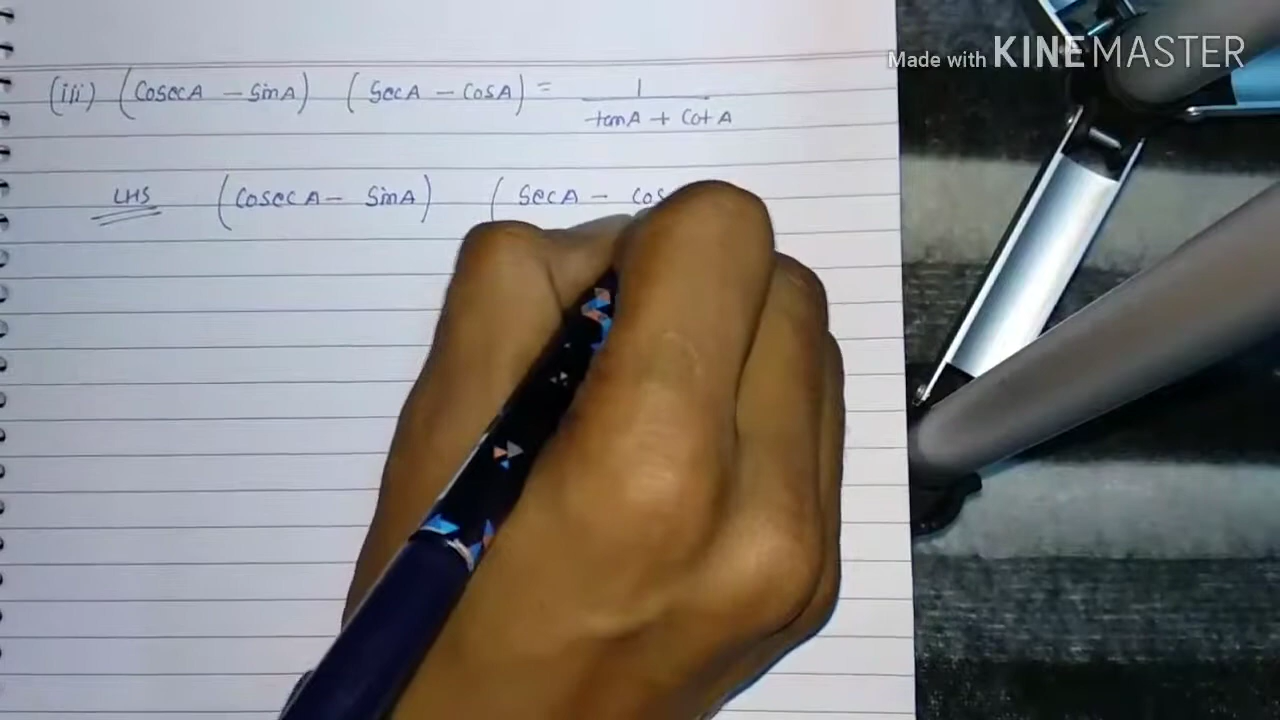 Made with KINEMASTER
(iii) (CosecA - SinA) (SecA - CosA) = 1
tanA + CotA
LHS (CosecA - SinA) (SecA - Cos